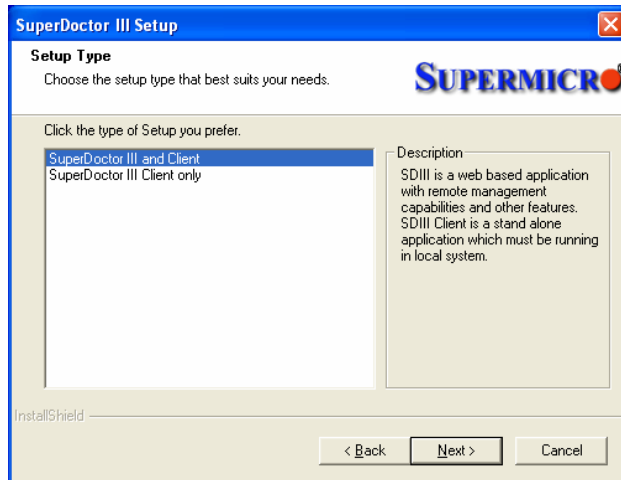 SuperDoctor III Setup
Setup Type
Choose the setup type that best suits your needs.
SUPERMICRO
Click the type of Setup you prefer.
SuperDoctor III and Client
SuperDoctor III Client only
Description
SDIII is a web based application
with remote management
capabilities and other features.
SDIII Client is a stand alone
application which must be running
in local system.
InstallShield
< Back
Next >
Cancel